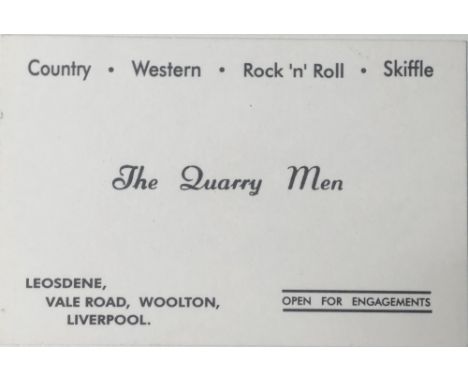 Country • Western • Rock 'n' Roll • Skiffle
The Quarry Men
LEOSDENE,
VALE ROAD, WOOLTON,
LIVERPOOL.
OPEN FOR ENGAGEMENTS